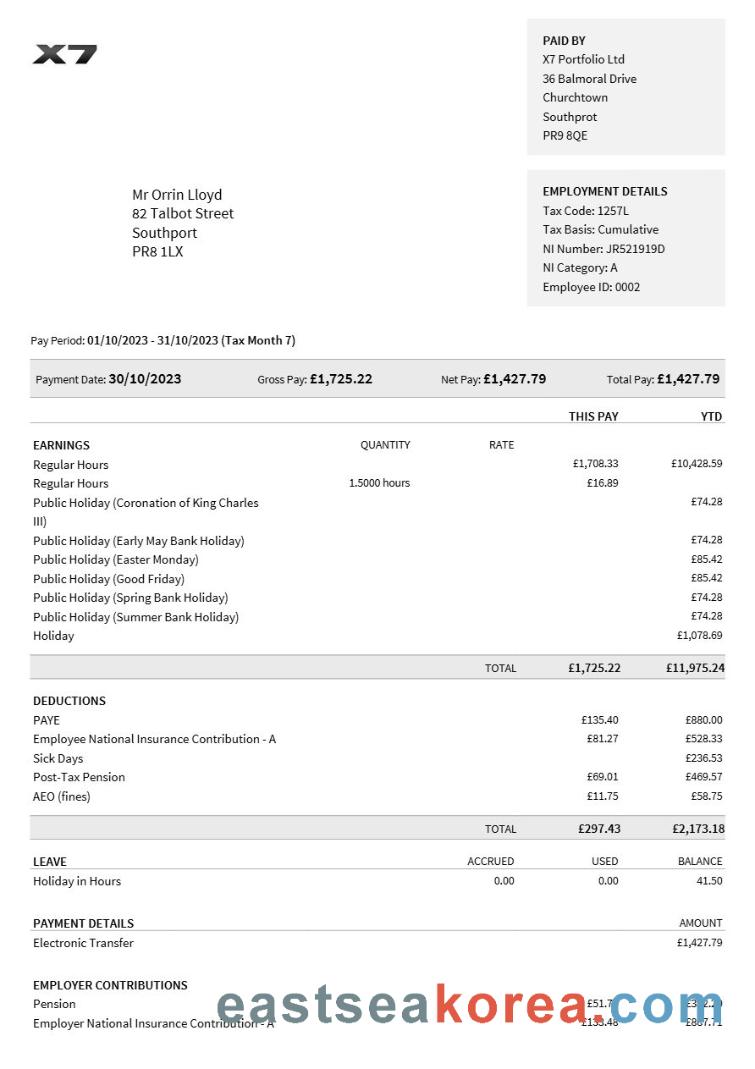 X7
PAID BY
X7 Portfolio Ltd
36 Balmoral Drive
Churchtown
Southprot
PR9 8QE
Mr Orrin Lloyd
82 Talbot Street
Southport
PR8 1LX
EMPLOYMENT DETAILS
Tax Code: 1257L
Tax Basis: Cumulative
NI Number: JR521919D
NI Category: A
Employee ID: 0002
Pay Period: 01/10/2023 - 31/10/2023 (Tax Month 7)
Payment Date: 30/10/2023 Gross Pay: £1,725.22 Net Pay: £1,427.79 Total Pay: £1,427.79
THIS PAY YTD
EARNINGS QUANTITY RATE
Regular Hours £1,708.33 £10,428.59
Regular Hours 1.5000 hours £16.89
Public Holiday (Coronation of King Charles £74.28
III)
Public Holiday (Early May Bank Holiday) £74.28
Public Holiday (Easter Monday) £85.42
Public Holiday (Good Friday) £85.42
Public Holiday (Spring Bank Holiday) £74.28
Public Holiday (Summer Bank Holiday) £74.28
Holiday £1,078.69
TOTAL £1,725.22 £11,975.24
DEDUCTIONS
PAYE £135.40 £880.00
Employee National Insurance Contribution - A £81.27 £528.33
Sick Days £236.53
Post-Tax Pension £69.01 £469.57
AEO (fines) £11.75 £58.75
TOTAL £297.43 £2,173.18
LEAVE ACCRUED USED BALANCE
Holiday in Hours 0.00 0.00 41.50
PAYMENT DETAILS AMOUNT
Electronic Transfer £1,427.79
EMPLOYER CONTRIBUTIONS
Pension
eastseakorea.com
Employer National Insurance Contribution - A £133.48